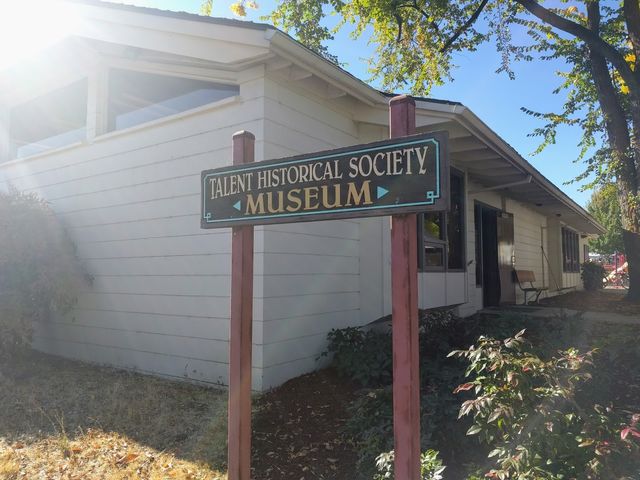 TALENT HISTORICAL SOCIETY
MUSEUM